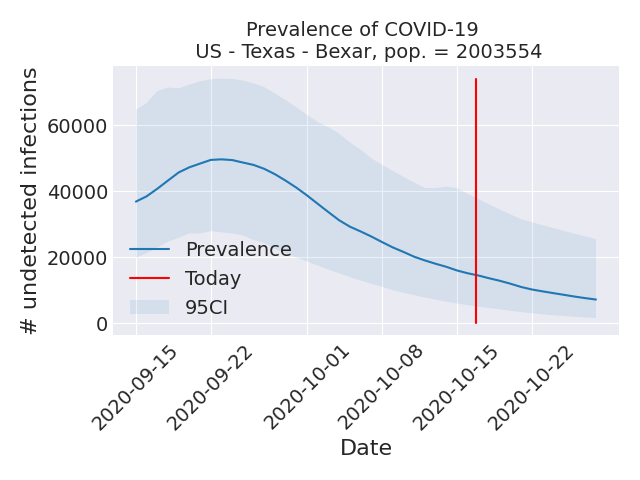 Prevalence of COVID-19
US - Texas - Bexar, pop. = 2003554
# undetected infections
60000
40000
20000
0
Prevalence
Today
95CI
2020-09-15
2020-09-22
2020-10-01
2020-10-08
2020-10-15
2020-10-22
Date